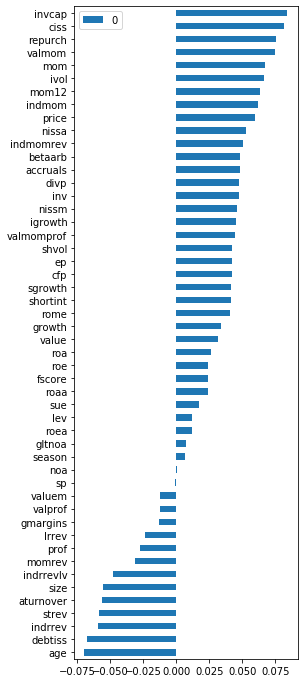 0
invcap
ciss
repurch
valmom
mom
ivol
mom12
indmom
price
nissa
indmomrev
betaarb
accruals
divp
inv
nissm
igrowth
valmomprof
shvol
ep
cfp
sgrowth
shortint
rome
growth
value
roa
roe
fscore
roaa
sue
lev
roea
gltnoa
season
noa
sp
valuem
valprof
gmargins
lrrev
prof
momrev
indrrevlv
size
aturnover
strev
indrrev
debtiss
age
−0.075 −0.050 −0.025 0.000 0.025 0.050 0.075